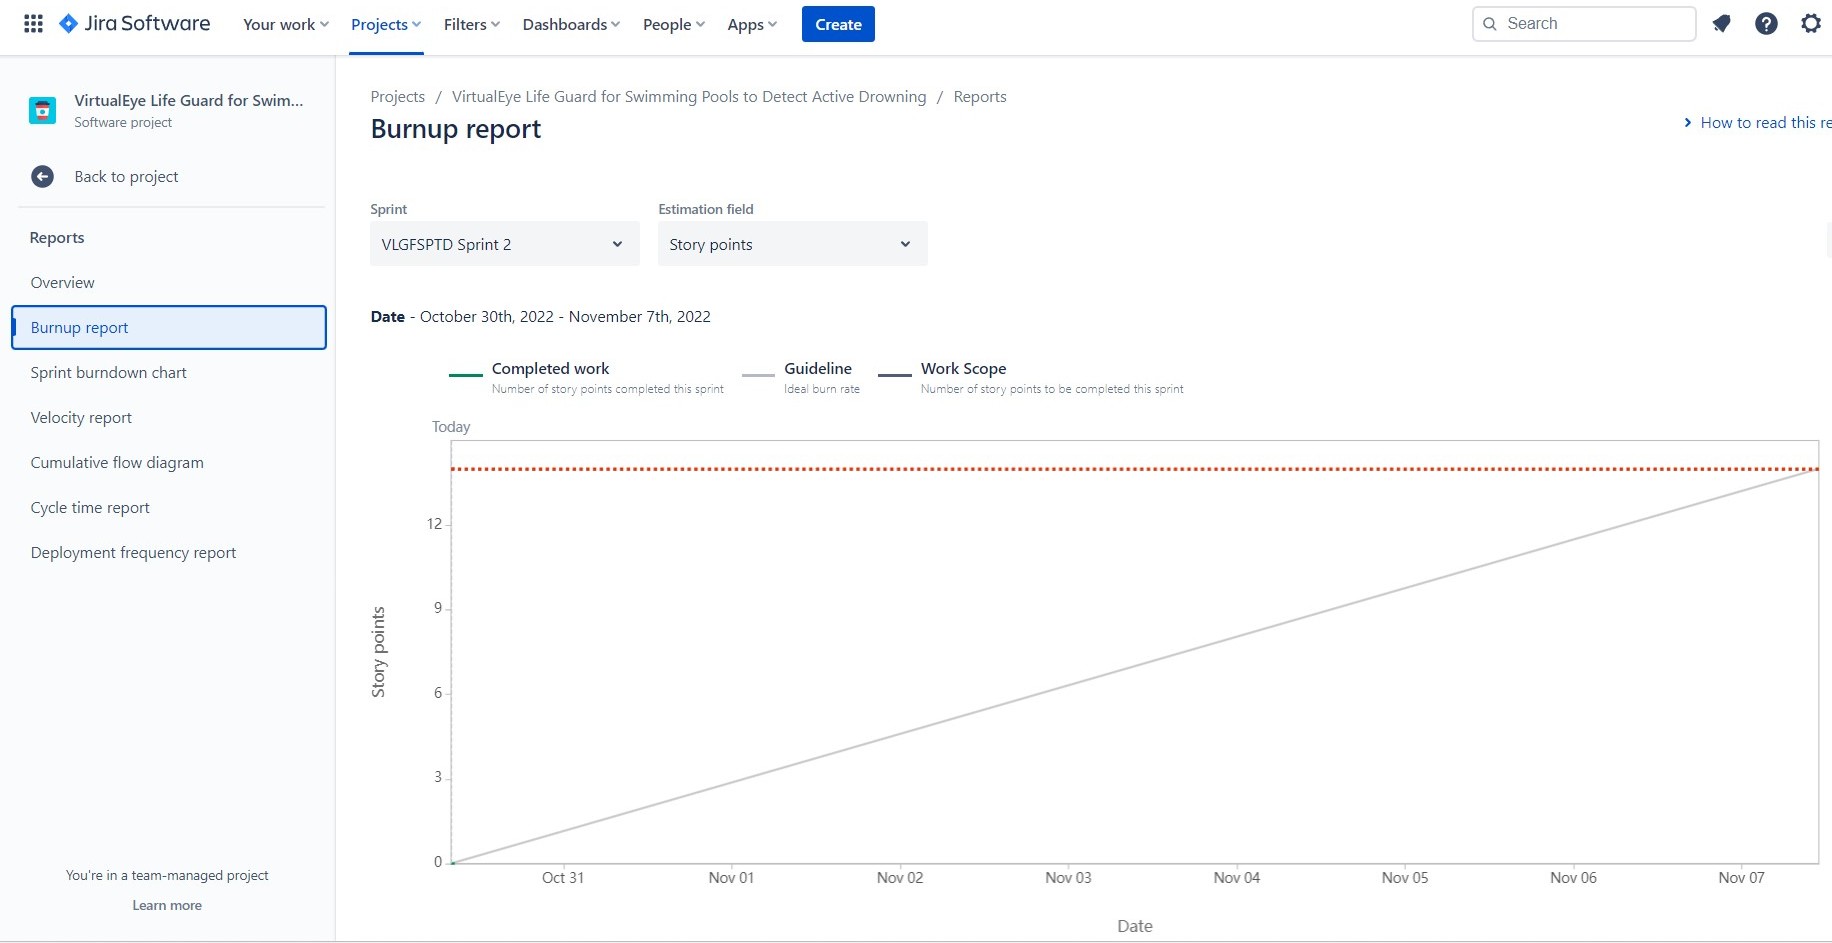 Jira Software
Your work
Projects
Filters
Dashboards
People
Apps
Create
Search
VirtualEye Life Guard for Swim...
Software project
Back to project
Reports
Overview
Burnup report
Sprint burndown chart
Velocity report
Cumulative flow diagram
Cycle time report
Deployment frequency report
You're in a team-managed project
Learn more
Projects / VirtualEye Life Guard for Swimming Pools to Detect Active Drowning / Reports
Burnup report
How to read this re
Sprint
Estimation field
VLGFSPTD Sprint 2
Story points
Date - October 30th, 2022 - November 7th, 2022
Completed work
Number of story points completed this sprint
Guideline
Ideal burn rate
Work Scope
Number of story points to be completed this sprint
Today
12
9
6
3
0
Story points
Oct 31
Nov 01
Nov 02
Nov 03
Nov 04
Nov 05
Nov 06
Nov 07
Date